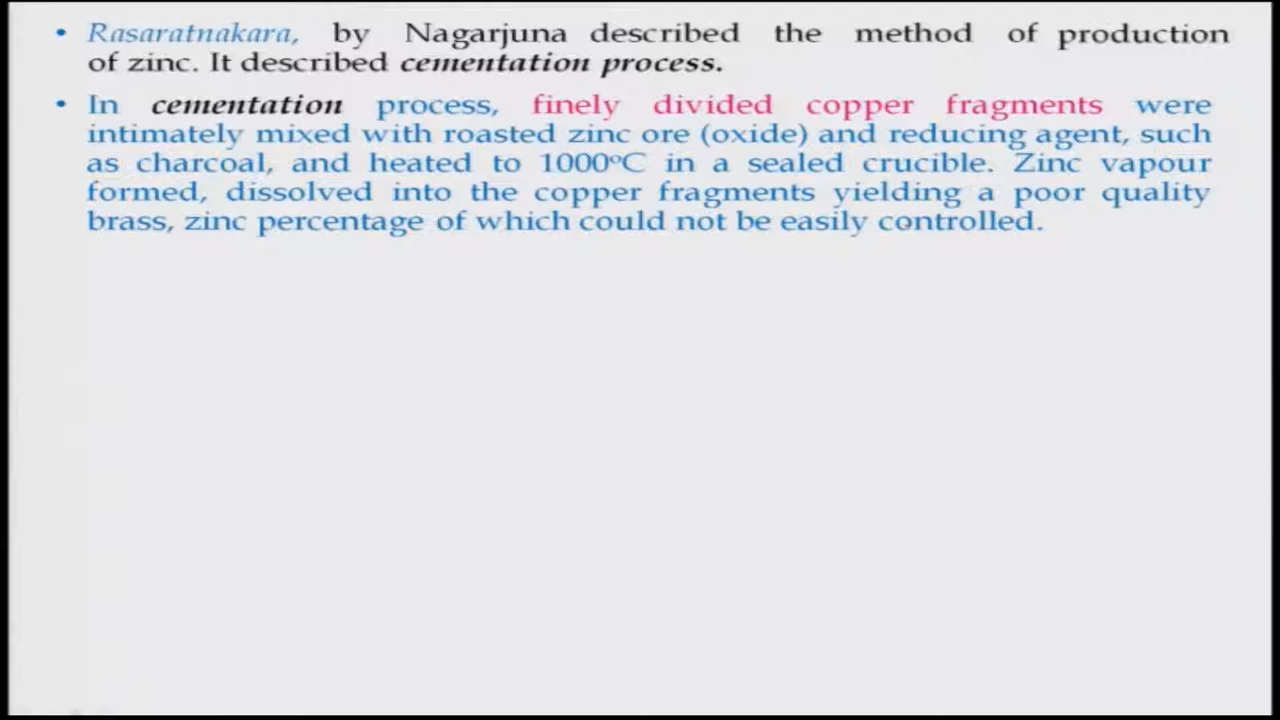 • Rasaratnakara, by Nagarjuna described the method of production
of zinc. It described cementation process.
• In cementation process, finely divided copper fragments were
intimately mixed with roasted zinc ore (oxide) and reducing agent, such
as charcoal, and heated to 1000°C in a sealed crucible. Zinc vapour
formed, dissolved into the copper fragments yielding a poor quality
brass, zinc percentage of which could not be easily controlled.